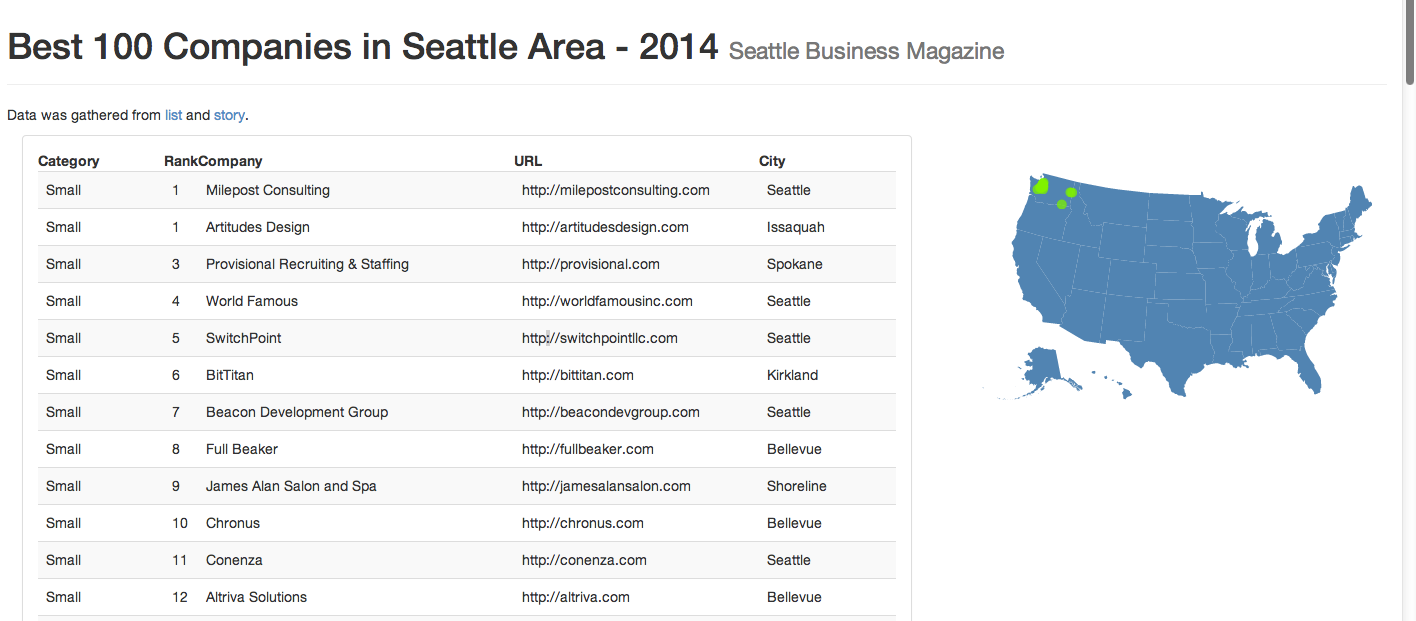 Best 100 Companies in Seattle Area - 2014 Seattle Business Magazine
Data was gathered from list and story.
Category RankCompany URL City
Small 1 Milepost Consulting http://milepostconsulting.com Seattle
Small 1 Artitudes Design http://artitudesdesign.com Issaquah
Small 3 Provisional Recruiting & Staffing http://provisional.com Spokane
Small 4 World Famous http://worldfamousinc.com Seattle
Small 5 SwitchPoint http://switchpointllc.com Seattle
Small 6 BitTitan http://bittitan.com Kirkland
Small 7 Beacon Development Group http://beacondevgroup.com Seattle
Small 8 Full Beaker http://fullbeaker.com Bellevue
Small 9 James Alan Salon and Spa http://jamesalansalon.com Shoreline
Small 10 Chronus http://chronus.com Bellevue
Small 11 Conenza http://conenza.com Seattle
Small 12 Altriva Solutions http://altriva.com Bellevue